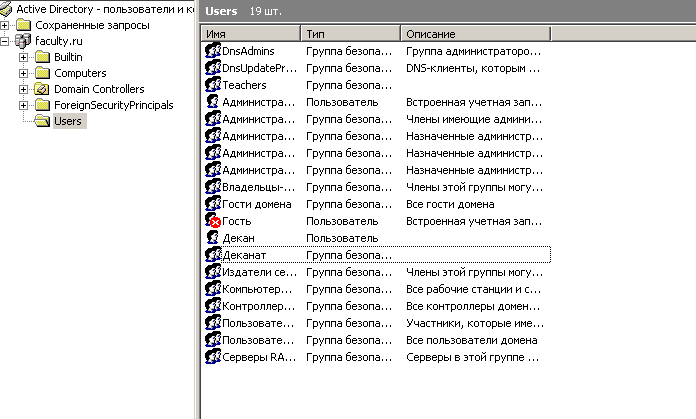 Active Directory - пользователи и ко
Сохраненные запросы
faculty.ru
Builtin
Computers
Domain Controllers
ForeignSecurityPrincipals
Users
Users 19 шт.
Имя Тип Описание
DnsAdmins Группа безопа... Группа администраторо...
DnsUpdatePr... Группа безопа... DNS-клиенты, которым ...
Teachers Группа безопа...
Администра... Пользователь Встроенная учетная зап...
Администра... Группа безопа... Члены имеющие админи...
Администра... Группа безопа... Назначенные администр...
Администра... Группа безопа... Назначенные администр...
Администра... Группа безопа... Назначенные администр...
Владельцы-... Группа безопа... Члены этой группы могу...
Гости домена Группа безопа... Все гости домена
Гость Пользователь Встроенная учетная зап...
Декан Пользователь
Деканат Группа безопа...
Издатели се... Группа безопа... Члены этой группы могу...
Компьютер... Группа безопа... Все рабочие станции и с...
Контроллер... Группа безопа... Все контроллеры домен...
Пользовате... Группа безопа... Участники, которые име...
Пользовате... Группа безопа... Все пользователи домена
Серверы RA... Группа безопа... Серверы в этой группе ...